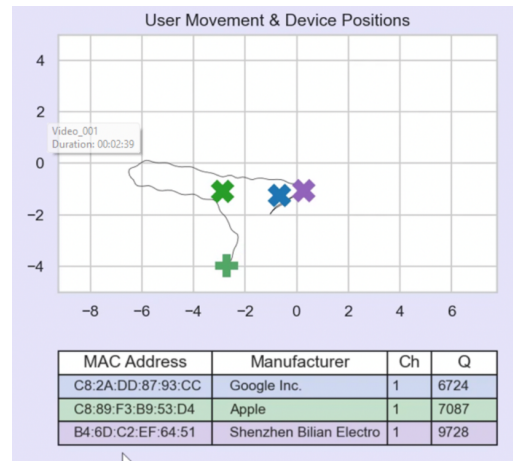 User Movement & Device Positions
4
2
Video_001
Duration: 00:02:39
0
−2
−4
−8 −6 −4 −2 0 2 4 6
MAC Address Manufacturer Ch Q
C8:2A:DD:87:93:CC Google Inc. 1 6724
C8:89:F3:B9:53:D4 Apple 1 7087
B4:6D:C2:EF:64:51 Shenzhen Bilian Electro 1 9728